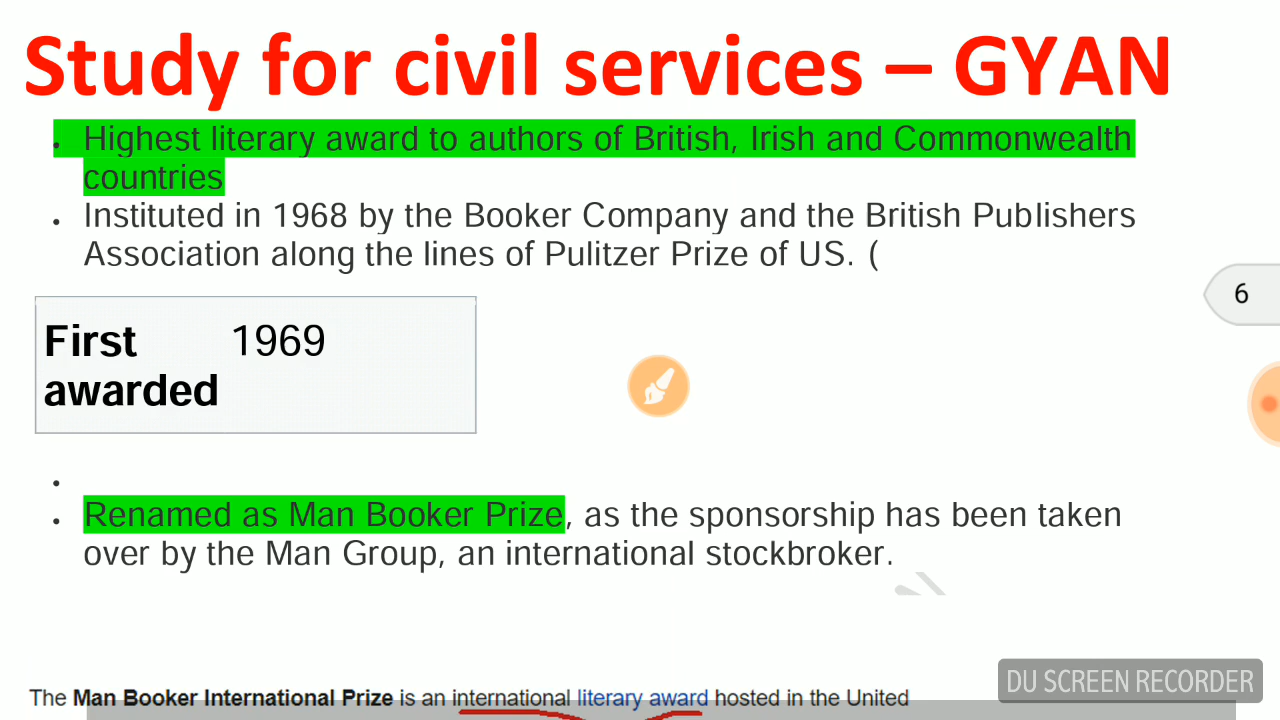 Study for civil services – GYAN
• Highest literary award to authors of British, Irish and Commonwealth
countries
• Instituted in 1968 by the Booker Company and the British Publishers
Association along the lines of Pulitzer Prize of US. (
First 1969
awarded
6
•
• Renamed as Man Booker Prize, as the sponsorship has been taken
over by the Man Group, an international stockbroker.
DU SCREEN RECORDER
The Man Booker International Prize is an international literary award hosted in the United